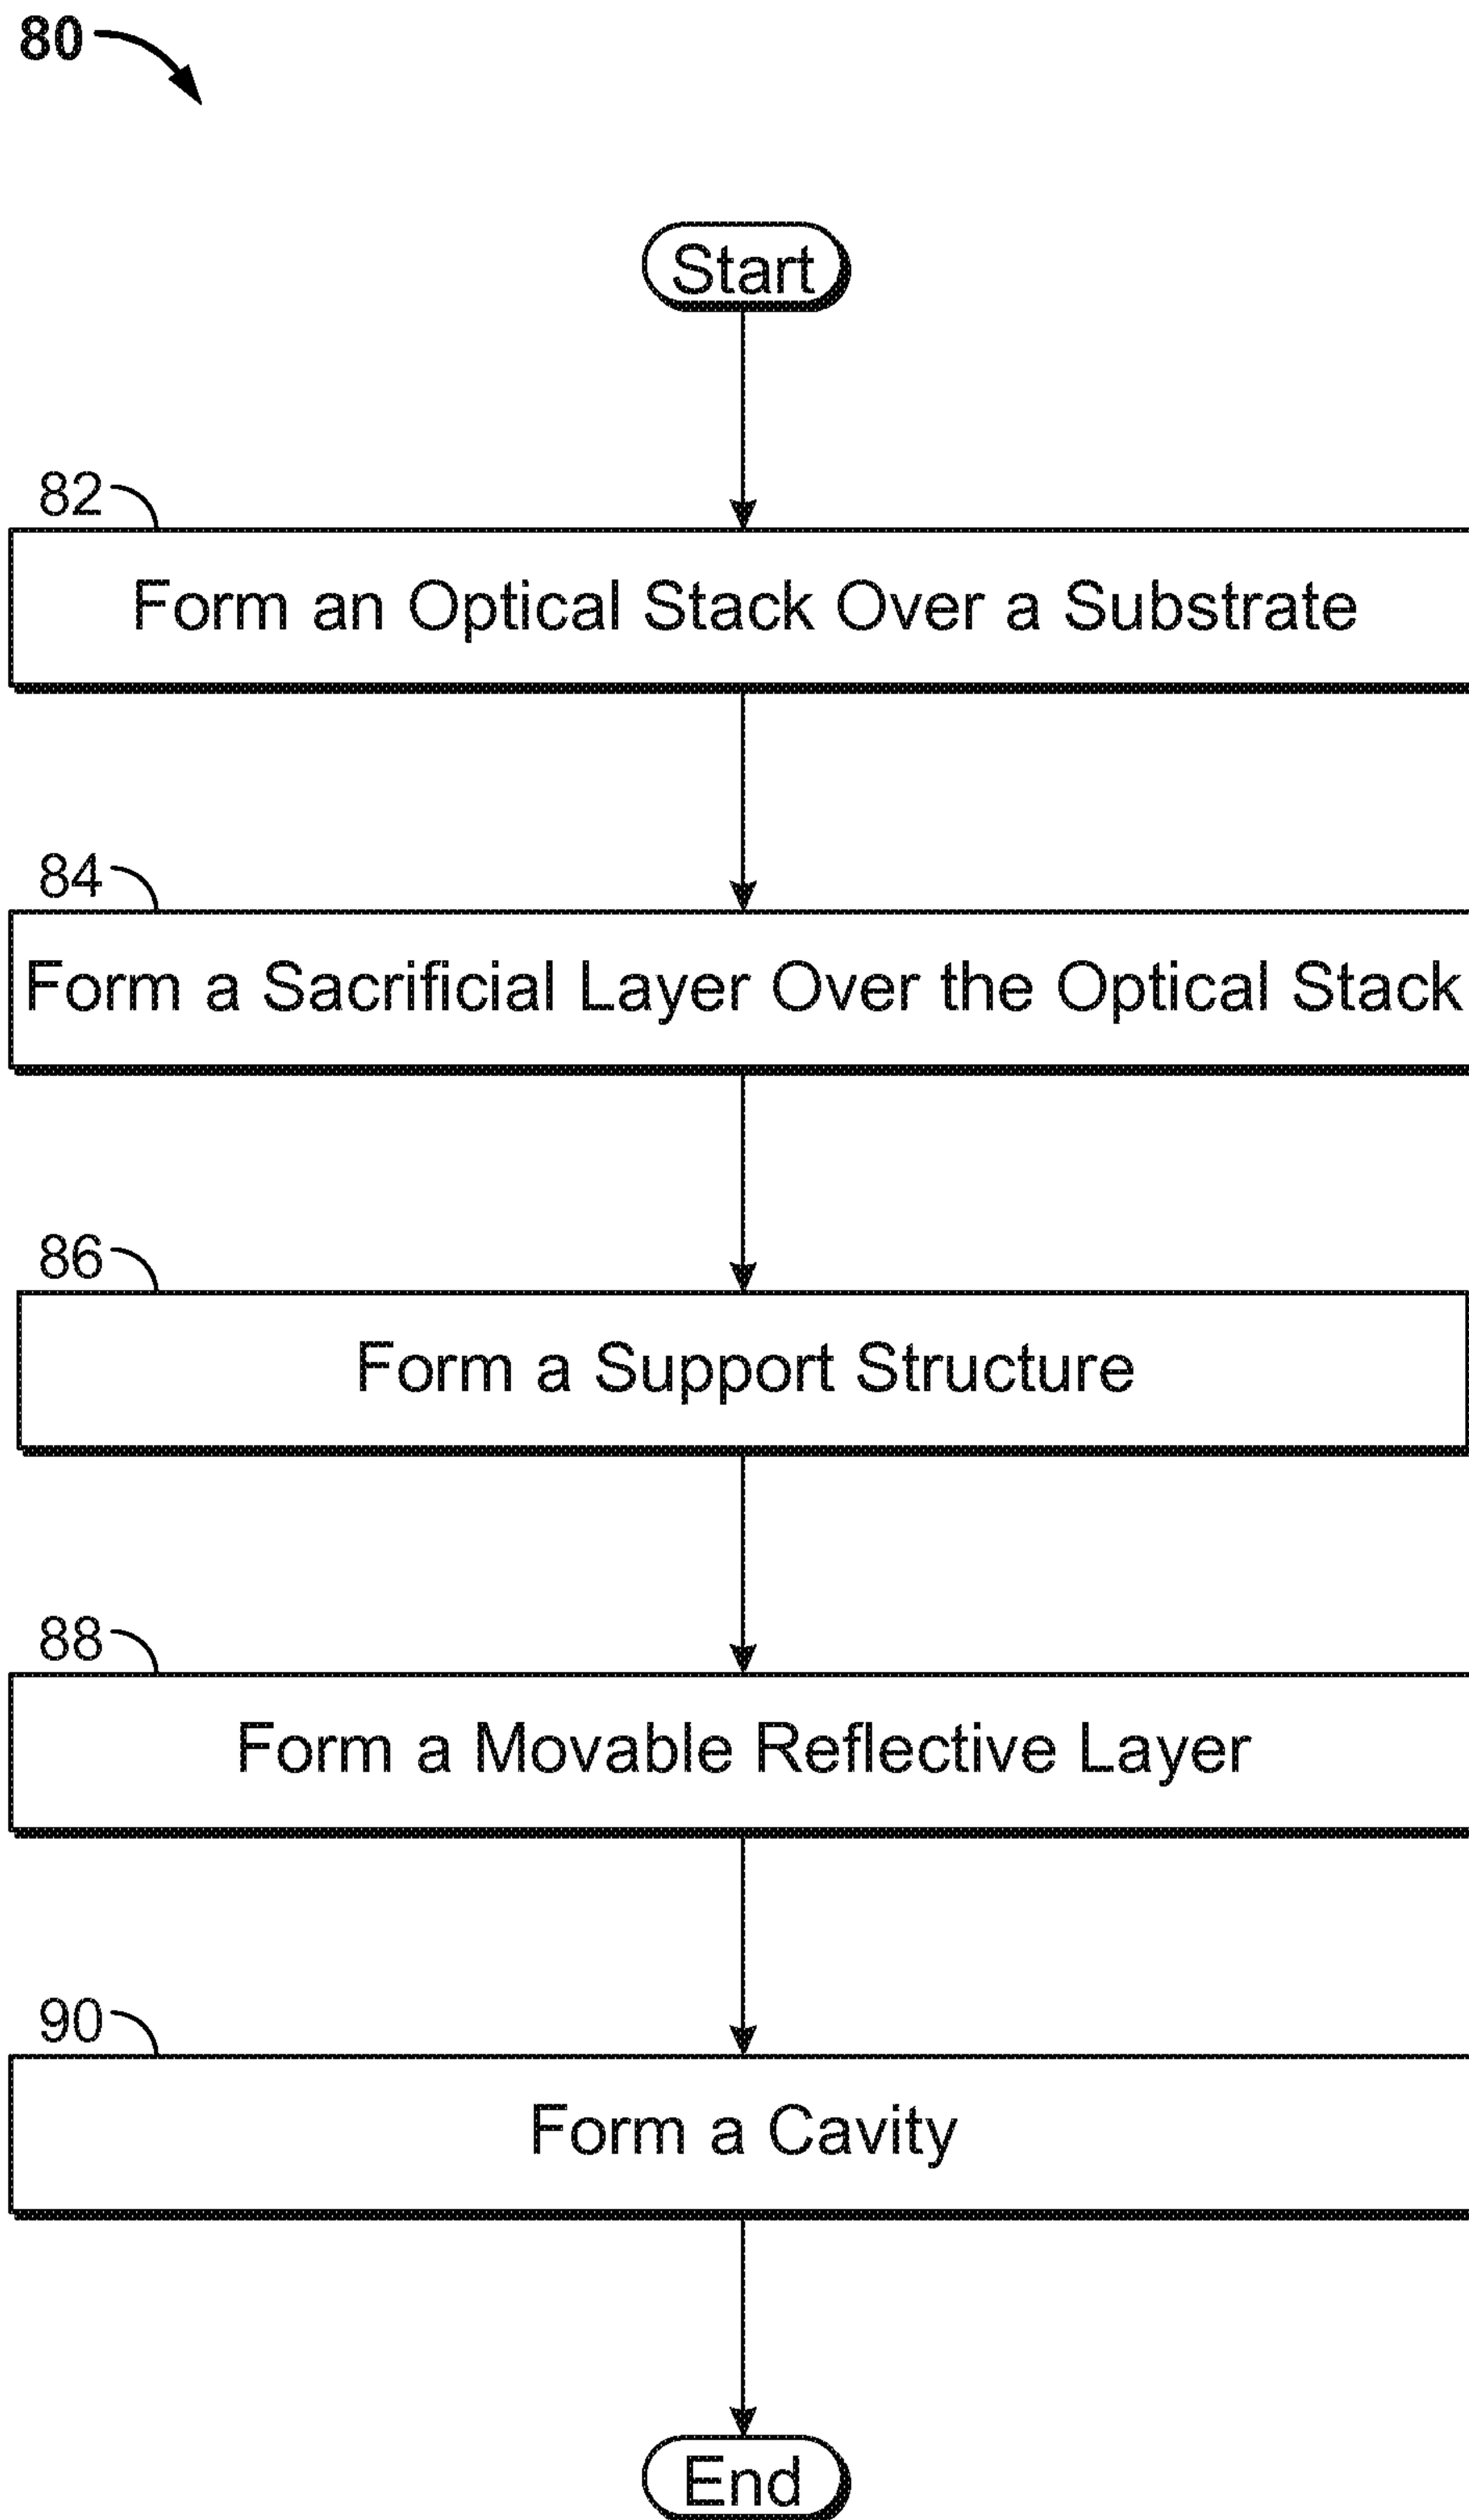 80
Start
82
Form an Optical Stack Over a Substrate
84
Form a Sacrificial Layer Over the Optical Stack
86
Form a Support Structure
88
Form a Movable Reflective Layer
90
Form a Cavity
End